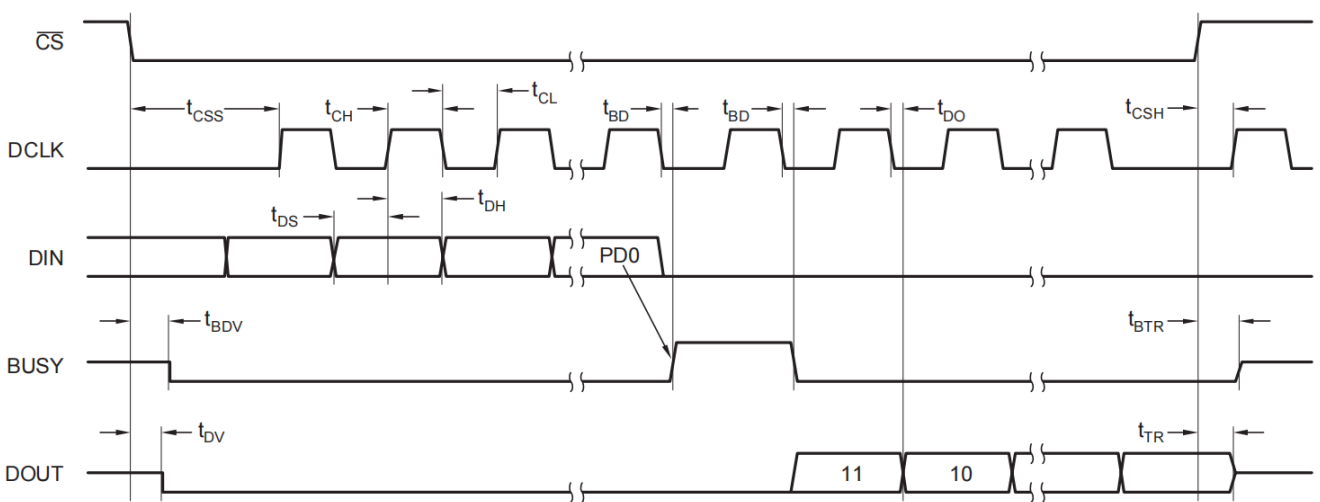 CS
tCSS tCH tCL tBD tBD tDO tCSH
DCLK
tDS tDH
DIN PD0
tBDV tBTR
BUSY
tDV tTR
DOUT 11 10